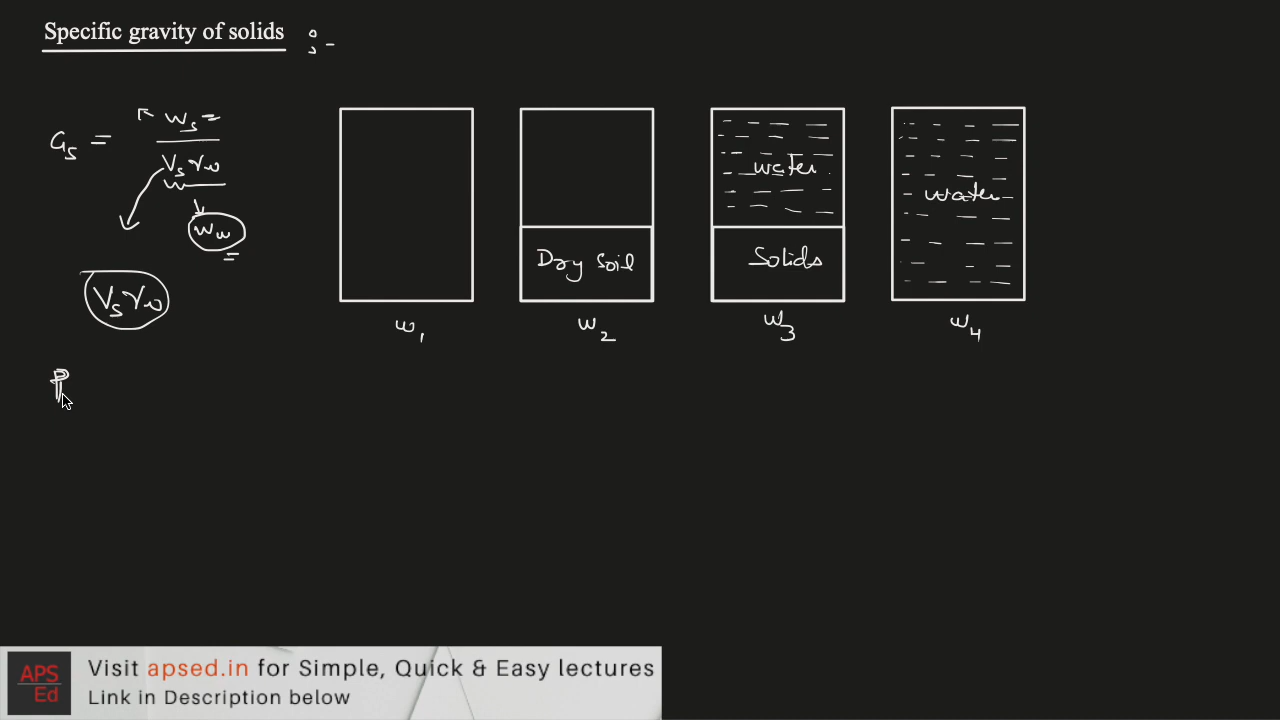 Specific gravity of solids :-
Gs = Ws / Vsγw
Ww
Vsγw
water
water
Dry Soil
Solids
w1
w2
w3
w4
P
APS
Ed
Visit apsed.in for Simple, Quick & Easy lectures
Link in Description below